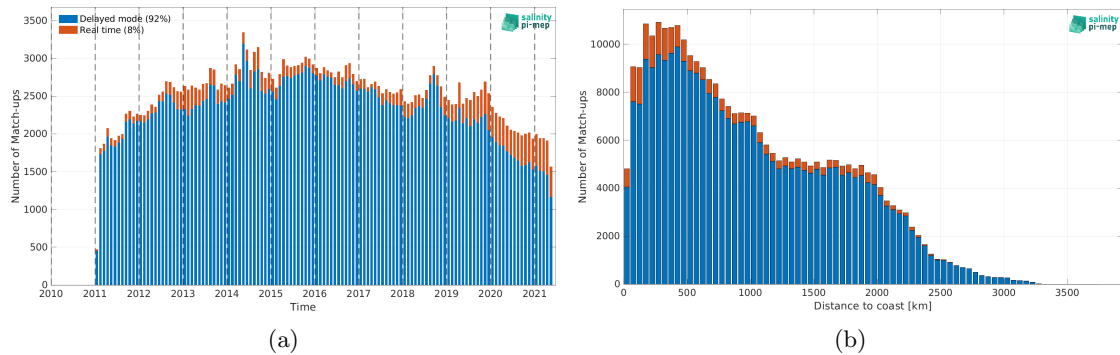 Delayed mode (92%)
Real time (8%)
salinity
pi-mep
Number of Match-ups
3500
3000
2500
2000
1500
1000
500
0
2010 2011 2012 2013 2014 2015 2016 2017 2018 2019 2020 2021
Time
(a)
salinity
pi-mep
Number of Match-ups
10000
8000
6000
4000
2000
0
0 500 1000 1500 2000 2500 3000 3500
Distance to coast [km]
(b)